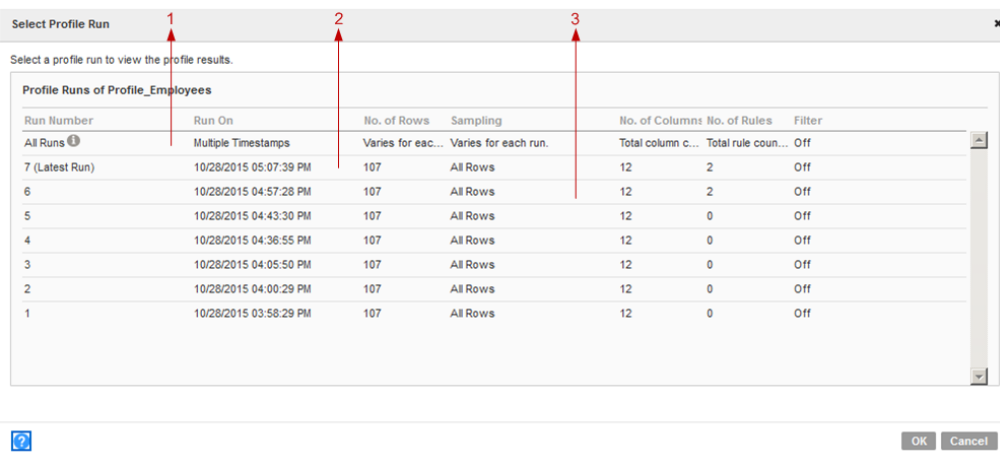 1 2 3
Select Profile Run ×
Select a profile run to view the profile results.
Profile Runs of Profile_Employees
Run Number Run On No. of Rows Sampling No. of Columns No. of Rules Filter
All Runs Multiple Timestamps Varies for eac... Varies for each run. Total column c... Total rule coun... Off
7 (Latest Run) 10/28/2015 05:07:39 PM 107 All Rows 12 2 Off
6 10/28/2015 04:57:28 PM 107 All Rows 12 2 Off
5 10/28/2015 04:43:30 PM 107 All Rows 12 0 Off
4 10/28/2015 04:36:55 PM 107 All Rows 12 0 Off
3 10/28/2015 04:05:50 PM 107 All Rows 12 0 Off
2 10/28/2015 04:00:29 PM 107 All Rows 12 0 Off
1 10/28/2015 03:58:29 PM 107 All Rows 12 0 Off
? OK Cancel